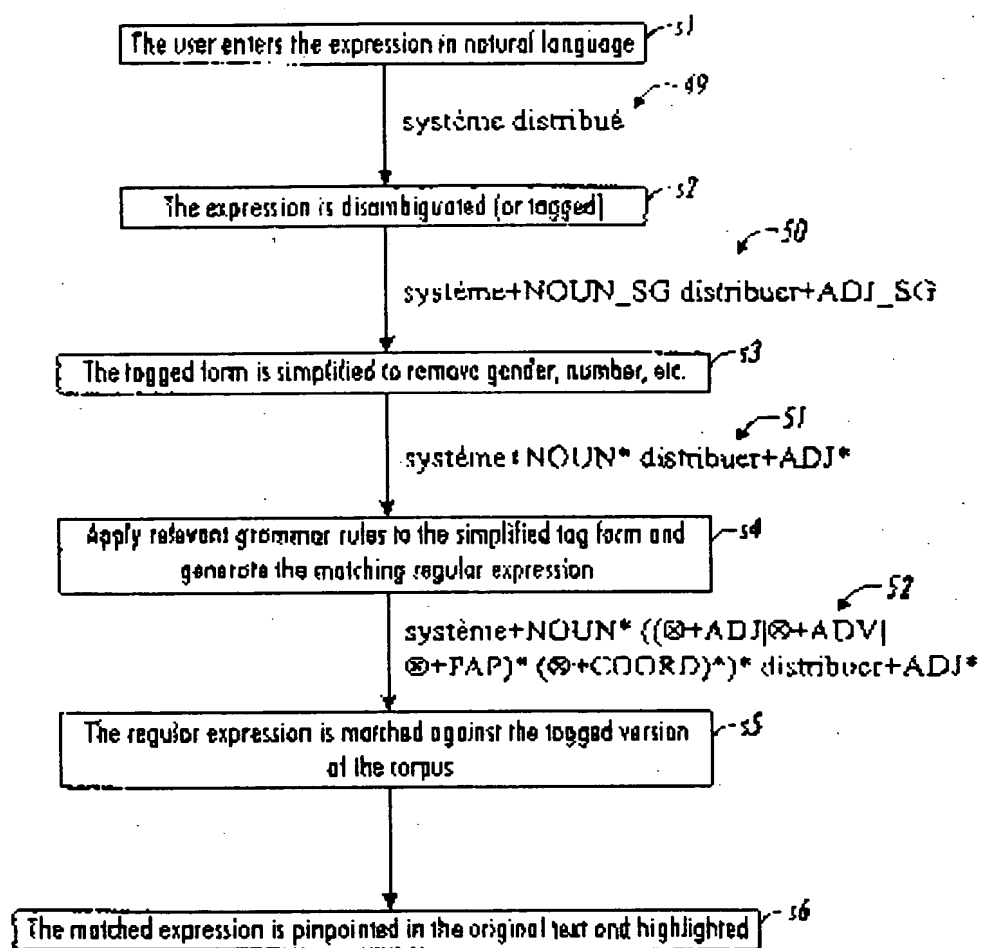 The user enters the expression in natural language
s1
système distribué
49
The expression is disambiguated (or tagged)
s2
50
système+NOUN_SG distribuer+ADJ_SG
The tagged form is simplified to remove gender, number, etc.
s3
51
système+NOUN* distribuer+ADJ*
Apply relevant grammer rules to the simplified tag form and
generate the matching regular expression
s4
52
système+NOUN* ((⊗+ADJ|⊗+ADV|
⊗+PAP)* (⊗+COORD)*)* distribuer+ADJ*
The regular expression is matched against the tagged version
of the corpus
s5
The matched expression is pinpointed in the original text and highlighted
s6